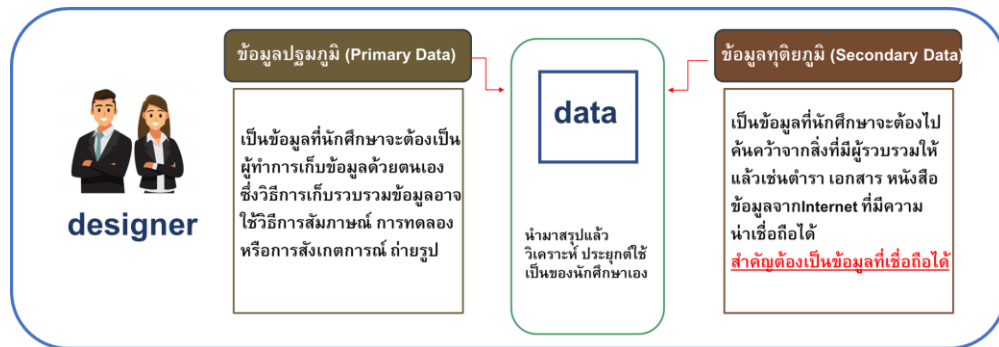 designer
ข้อมูลปฐมภูมิ (Primary Data)
เป็นข้อมูลที่นักศึกษาจะต้องเป็น
ผู้ทำการเก็บข้อมูลด้วยตนเอง
ซึ่งวิธีการเก็บรวบรวมข้อมูลอาจ
ใช้วิธีการสัมภาษณ์ การทดลอง
หรือการสังเกตการณ์ ถ่ายรูป
data
นำมาสรุปแล้ว
วิเคราะห์ ประยุกต์ใช้
เป็นของนักศึกษาเอง
ข้อมูลทุติยภูมิ (Secondary Data)
เป็นข้อมูลที่นักศึกษาจะต้องไป
ค้นคว้าจากสิ่งที่มีผู้รวบรวมให้
แล้วเช่นตำรา เอกสาร หนังสือ
ข้อมูลจากInternet ที่มีความ
น่าเชื่อถือได้
สำคัญต้องเป็นข้อมูลที่เชื่อถือได้